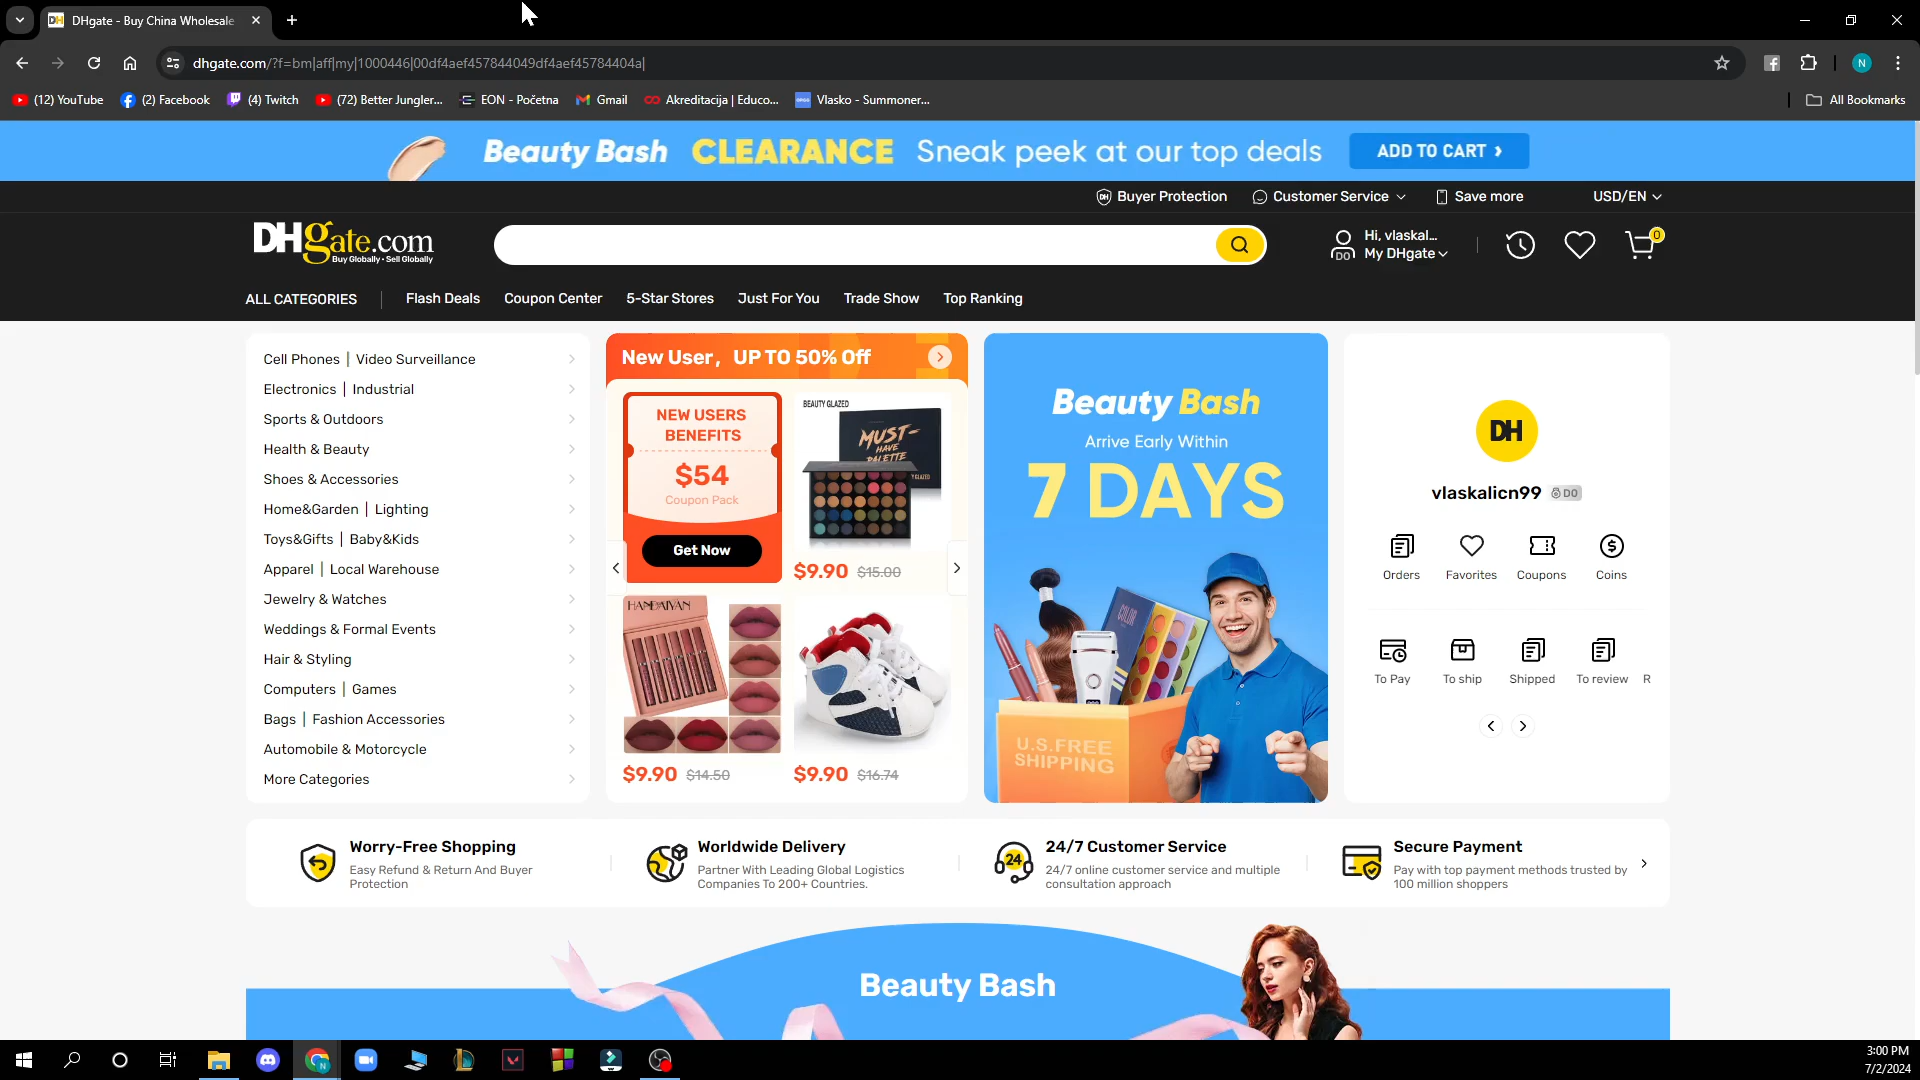 DHgate - Buy China Wholesale
dhgate.com/?f=bm|aff|my|1000446|00df4aef457844049df4aef45784404a|
(12) YouTube
(2) Facebook
(4) Twitch
(72) Better Jungler...
EON - Početna
Gmail
Akreditacija | Educo...
Vlasko - Summoner...
All Bookmarks
Beauty Bash CLEARANCE Sneak peek at our top deals ADD TO CART
Buyer Protection
Customer Service
Save more
USD/EN
DHgate.com
Buy Globally · Sell Globally
Hi, vlaskal...
My DHgate
D0
0
ALL CATEGORIES
Flash Deals
Coupon Center
5-Star Stores
Just For You
Trade Show
Top Ranking
Cell Phones | Video Surveillance
Electronics | Industrial
Sports & Outdoors
Health & Beauty
Shoes & Accessories
Home&Garden | Lighting
Toys&Gifts | Baby&Kids
Apparel | Local Warehouse
Jewelry & Watches
Weddings & Formal Events
Hair & Styling
Computers | Games
Bags | Fashion Accessories
Automobile & Motorcycle
More Categories
New User, UP TO 50% Off
NEW USERS
BENEFITS
$54
Coupon Pack
Get Now
BEAUTY GLAZED
MUST-
HAVE
PALETTE
$9.90 $15.00
HANDAIYAN
$9.90 $14.50
$9.90 $16.74
Beauty Bash
Arrive Early Within
7 DAYS
COLOR
U.S.FREE
SHIPPING
DH
vlaskalicn99 D0
Orders
Favorites
Coupons
Coins
To Pay
To ship
Shipped
To review
R
Worry-Free Shopping
Easy Refund & Return And Buyer
Protection
Worldwide Delivery
Partner With Leading Global Logistics
Companies To 200+ Countries.
24
24/7 Customer Service
24/7 online customer service and multiple
consultation approach
Secure Payment
Pay with top payment methods trusted by
100 million shoppers
Beauty Bash
3:00 PM
7/2/2024